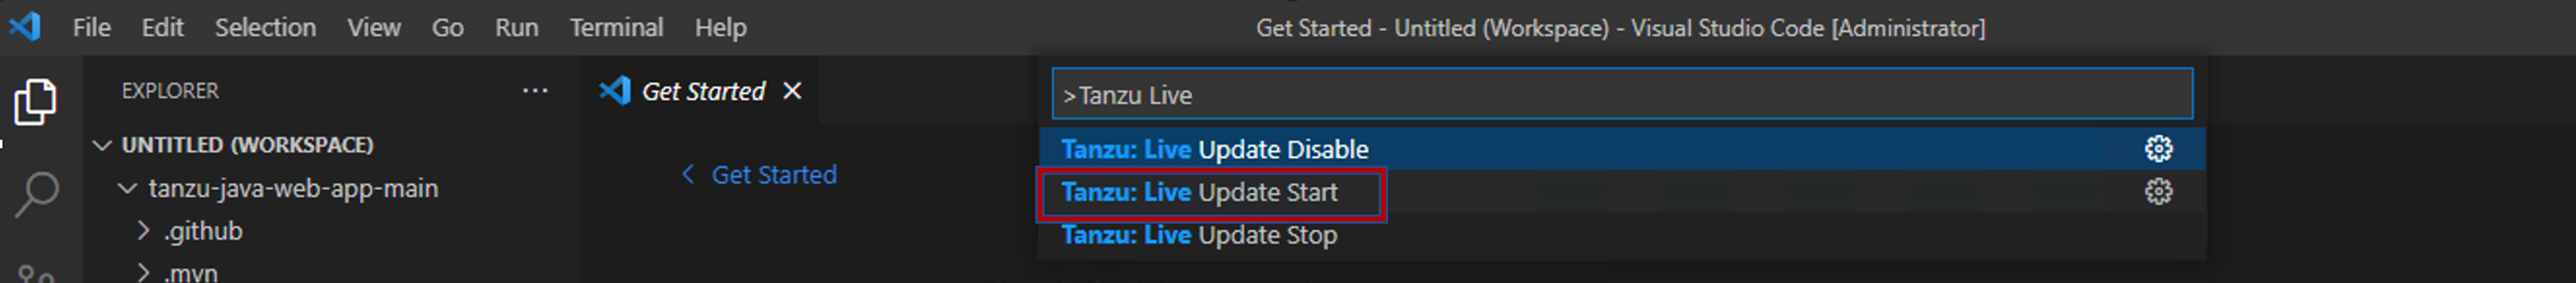 File Edit Selection View Go Run Terminal Help
Get Started - Untitled (Workspace) - Visual Studio Code [Administrator]
EXPLORER
UNTITLED (WORKSPACE)
tanzu-java-web-app-main
.github
.mvn
Get Started
Get Started
>Tanzu Live
Tanzu: Live Update Disable
Tanzu: Live Update Start
Tanzu: Live Update Stop